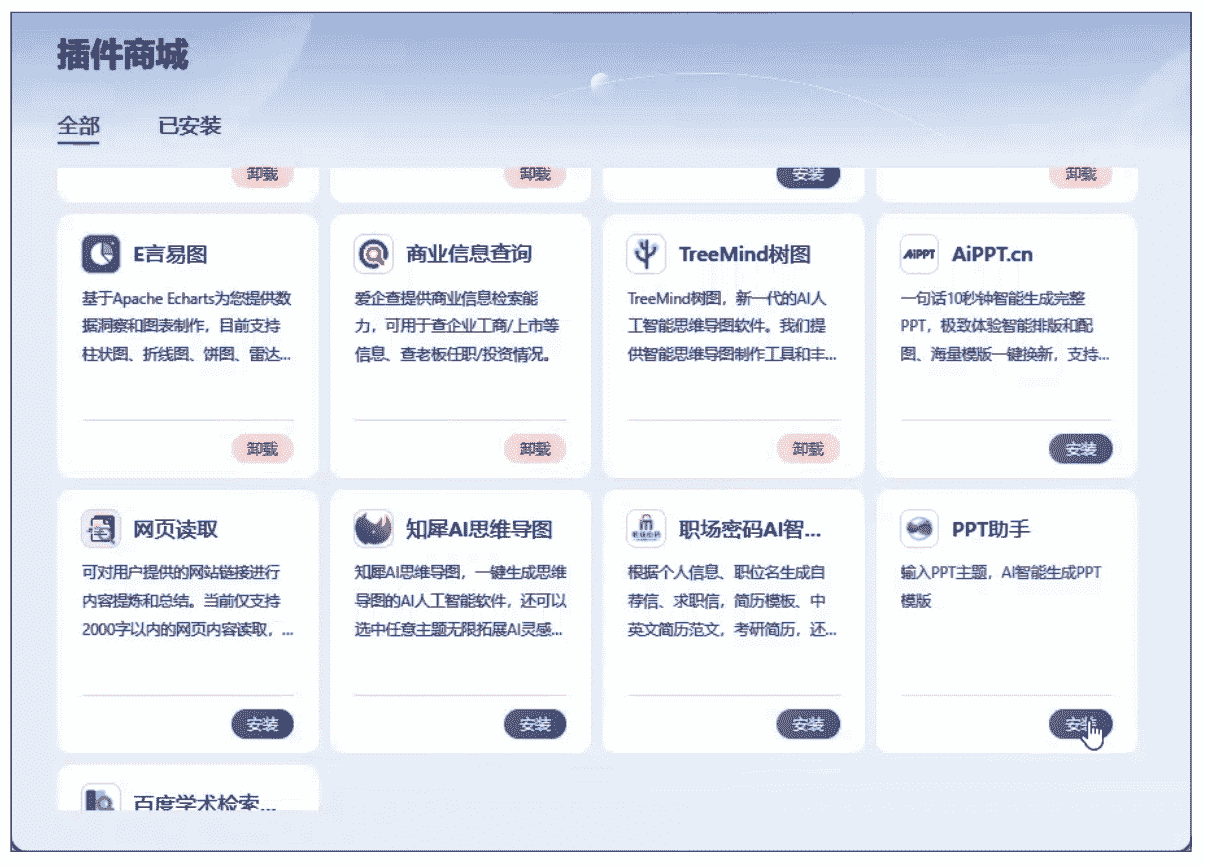 插件商城
全部 已安装
卸载 卸载 安装 卸载
E言易图
基于Apache Echarts为您提供数
据洞察和图表制作，目前支持
柱状图、折线图、饼图、雷达...
卸载
商业信息查询
爱企查提供商业信息检索能
力，可用于查企业工商/上市等
信息、查老板任职/投资情况。
卸载
TreeMind树图
TreeMind树图，新一代的AI人
工智能思维导图软件。我们提
供智能思维导图制作工具和丰...
卸载
AiPPT
AiPPT.cn
一句话10秒钟智能生成完整
PPT，极致体验智能排版和配
图、海量模版一键换新，支持...
安装
网页读取
可对用户提供的网站链接进行
内容提炼和总结。当前仅支持
2000字以内的网页内容读取，...
安装
知犀AI思维导图
知犀AI思维导图，一键生成思维
导图的AI人工智能软件，还可以
选中任意主题无限拓展AI灵感...
安装
职场密码AI智...
根据个人信息、职位名生成自
荐信、求职信，简历模板、中
英文简历范文，考研简历，还...
安装
PPT助手
输入PPT主题，AI智能生成PPT
模版
安装
百度学术检索...